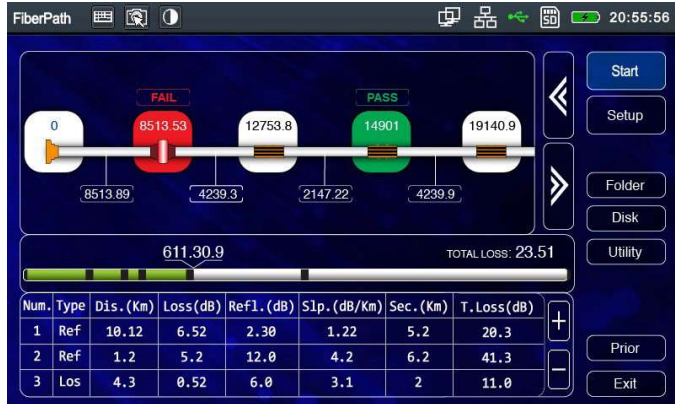 FiberPath SD 20:55:56
FAIL PASS Start
0 8513.53 12753.8 14901 19140.9 Setup
8513.89 4239.3 2147.22 4239.9 Folder
Disk
611.30.9 TOTAL LOSS: 23.51 Utility
Num. Type Dis.(Km) Loss(dB) Refl.(dB) Slp.(dB/Km) Sec.(Km) T.Loss(dB) +
1 Ref 10.12 6.52 2.30 1.22 5.2 20.3
2 Ref 1.2 5.2 12.0 4.2 6.2 41.3 Prior
3 Los 4.3 0.52 6.0 3.1 2 11.0 − Exit